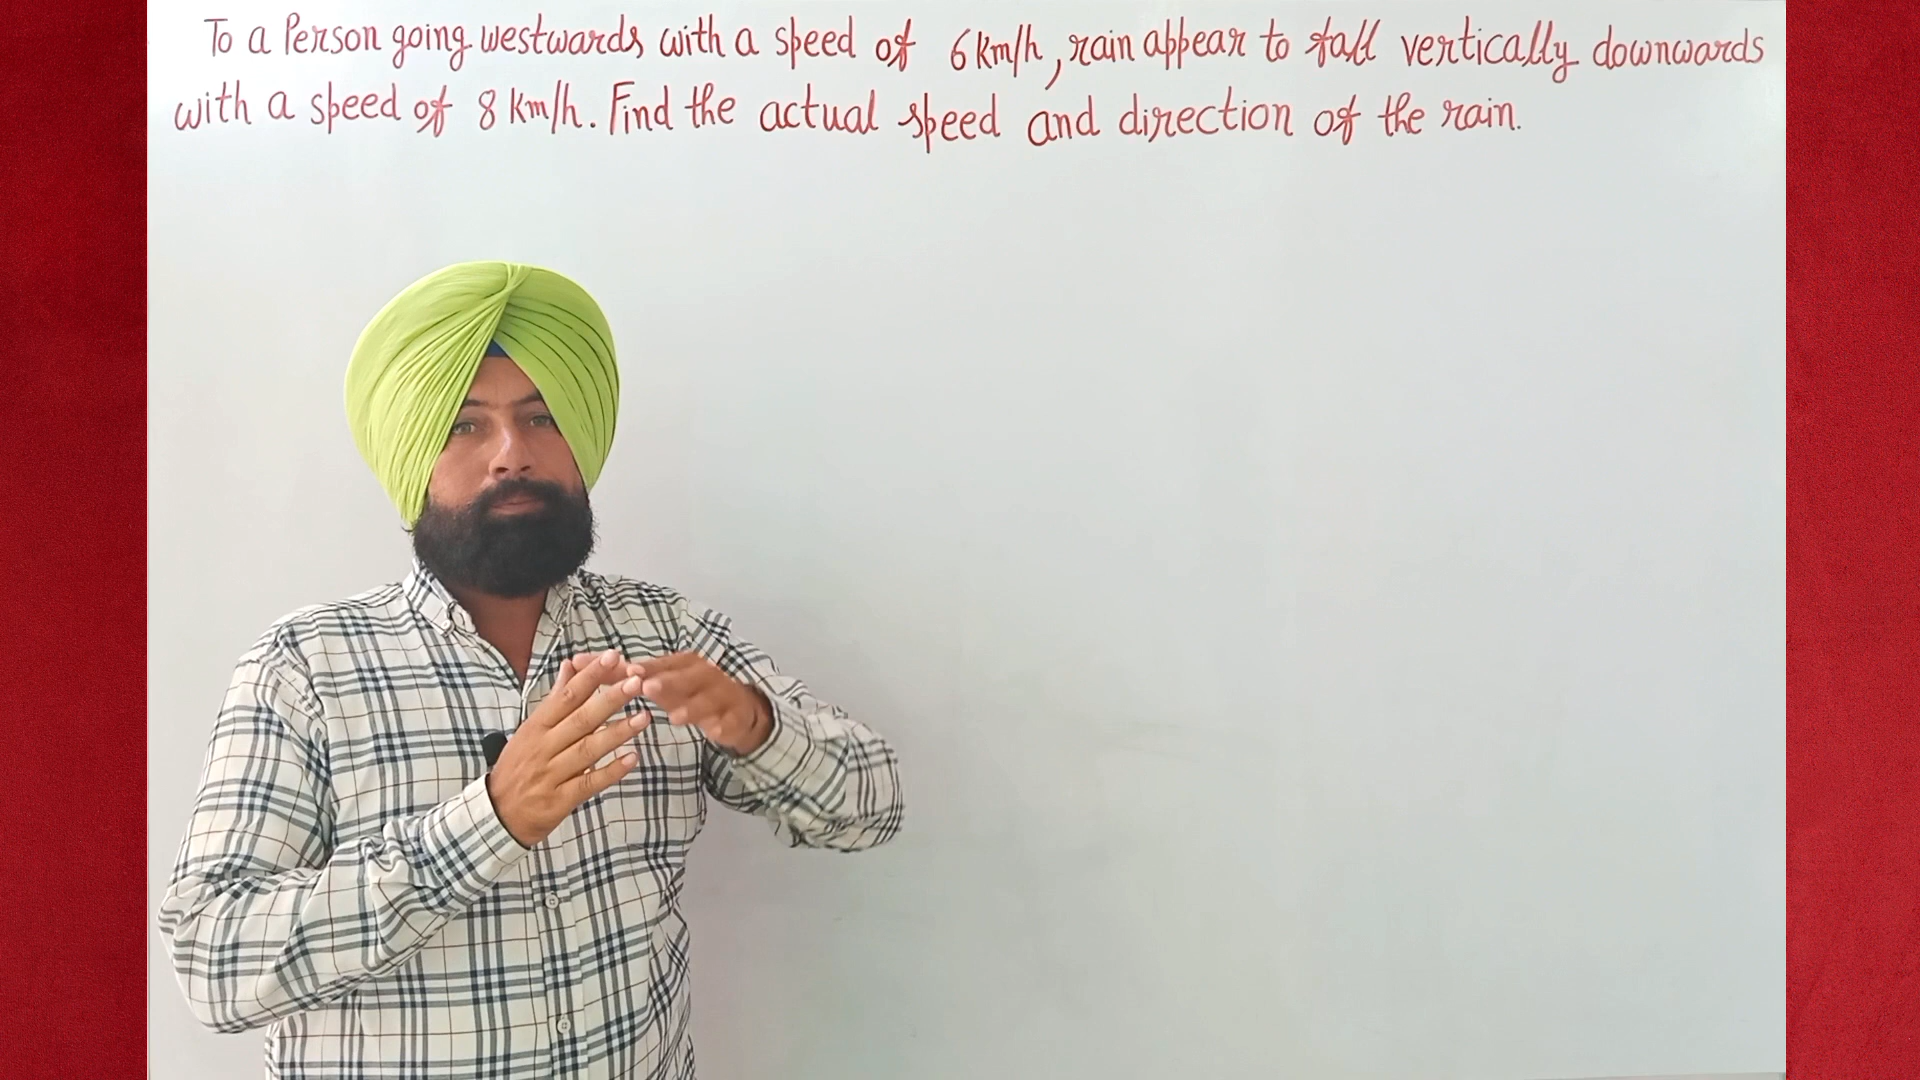 To a Person going westwards with a speed of 6 km/h, rain appear to fall vertically downwards
with a speed of 8 km/h. Find the actual speed and direction of the rain.